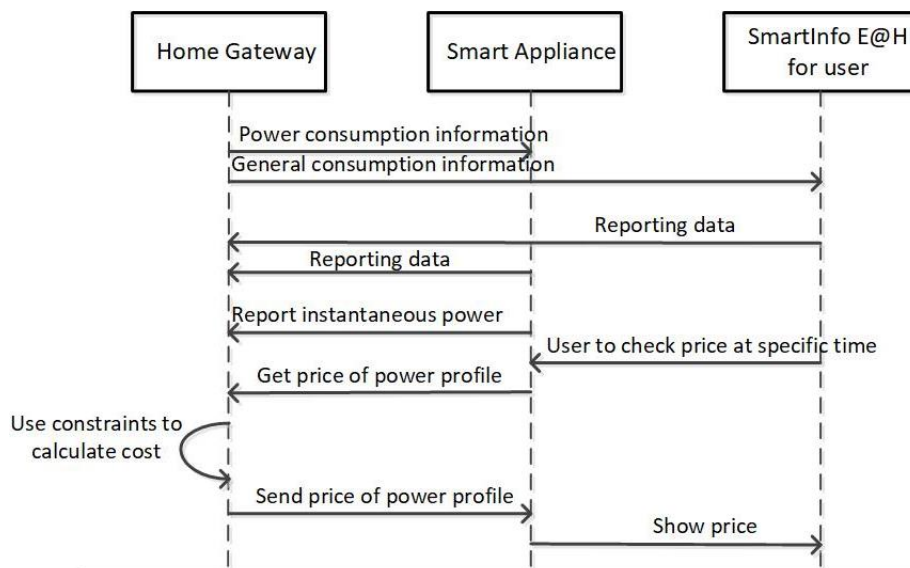 Home Gateway
Smart Appliance
SmartInfo E@H
for user
Power consumption information
General consumption information
Reporting data
Reporting data
Report instantaneous power
User to check price at specific time
Get price of power profile
Use constraints to
calculate cost
Send price of power profile
Show price